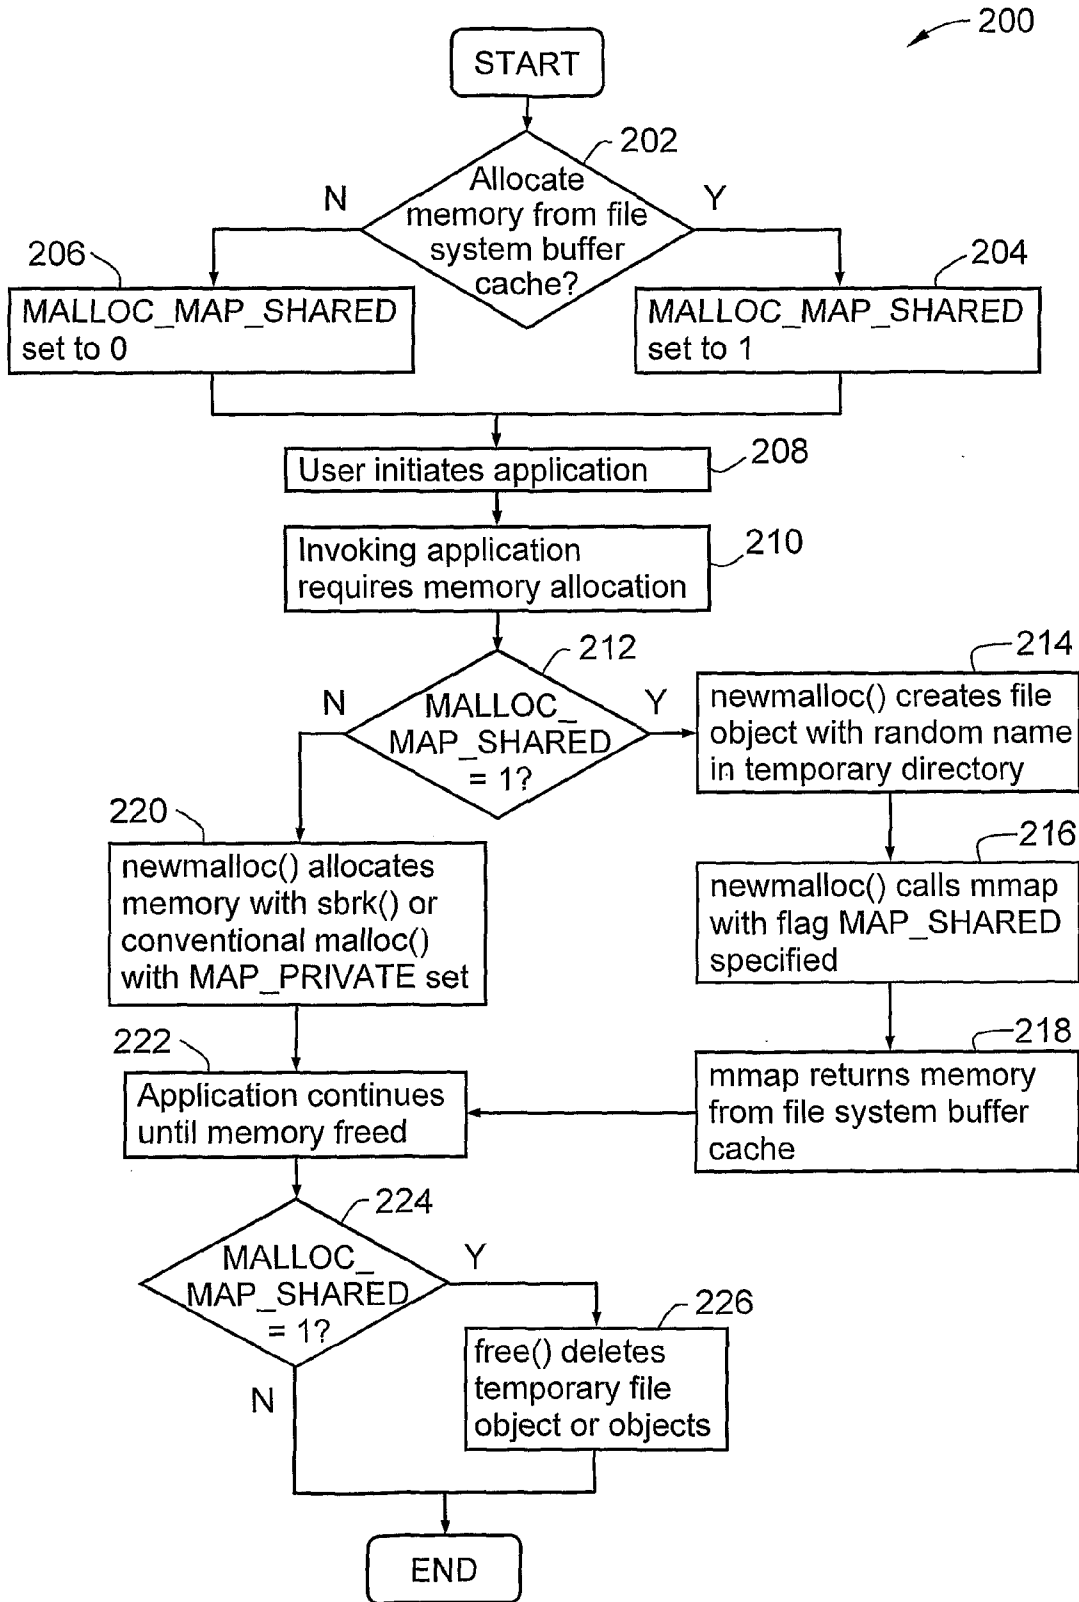 200
START
202
Allocate
memory from file
system buffer
cache?
N
Y
206
MALLOC_MAP_SHARED
set to 0
204
MALLOC_MAP_SHARED
set to 1
User initiates application
208
Invoking application
requires memory allocation
210
212
MALLOC_
MAP_SHARED
= 1?
N
Y
214
newmalloc() creates file
object with random name
in temporary directory
216
newmalloc() calls mmap
with flag MAP_SHARED
specified
218
mmap returns memory
from file system buffer
cache
220
newmalloc() allocates
memory with sbrk() or
conventional malloc()
with MAP_PRIVATE set
222
Application continues
until memory freed
224
MALLOC_
MAP_SHARED
= 1?
Y
N
226
free() deletes
temporary file
object or objects
END